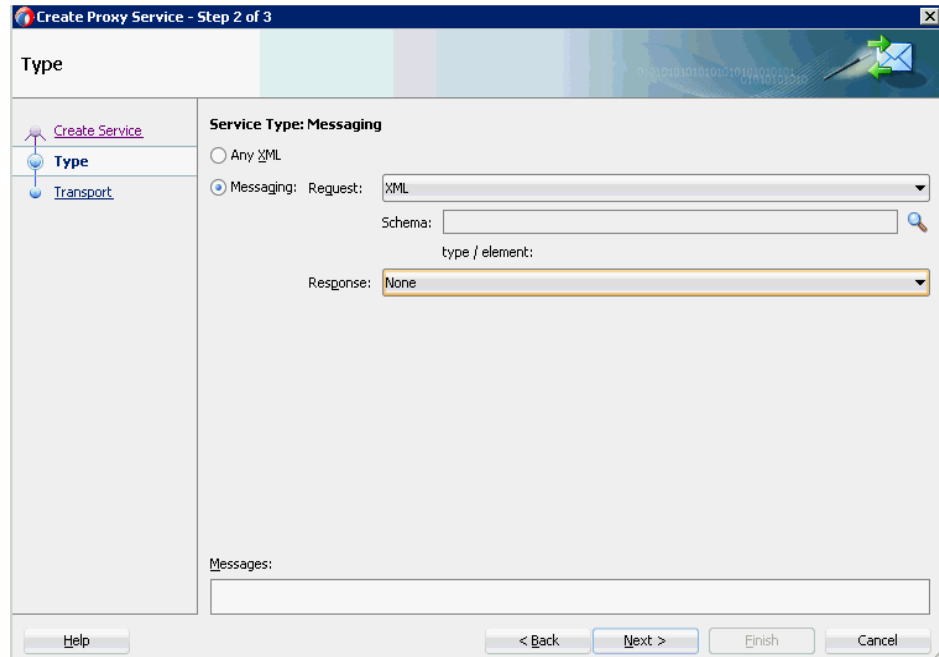 Create Proxy Service - Step 2 of 3
Type
Create Service
Type
Transport
Service Type: Messaging
Any XML
Messaging: Request: XML
Schema:
type / element:
Response: None
Messages:
Help
< Back
Next >
Finish
Cancel